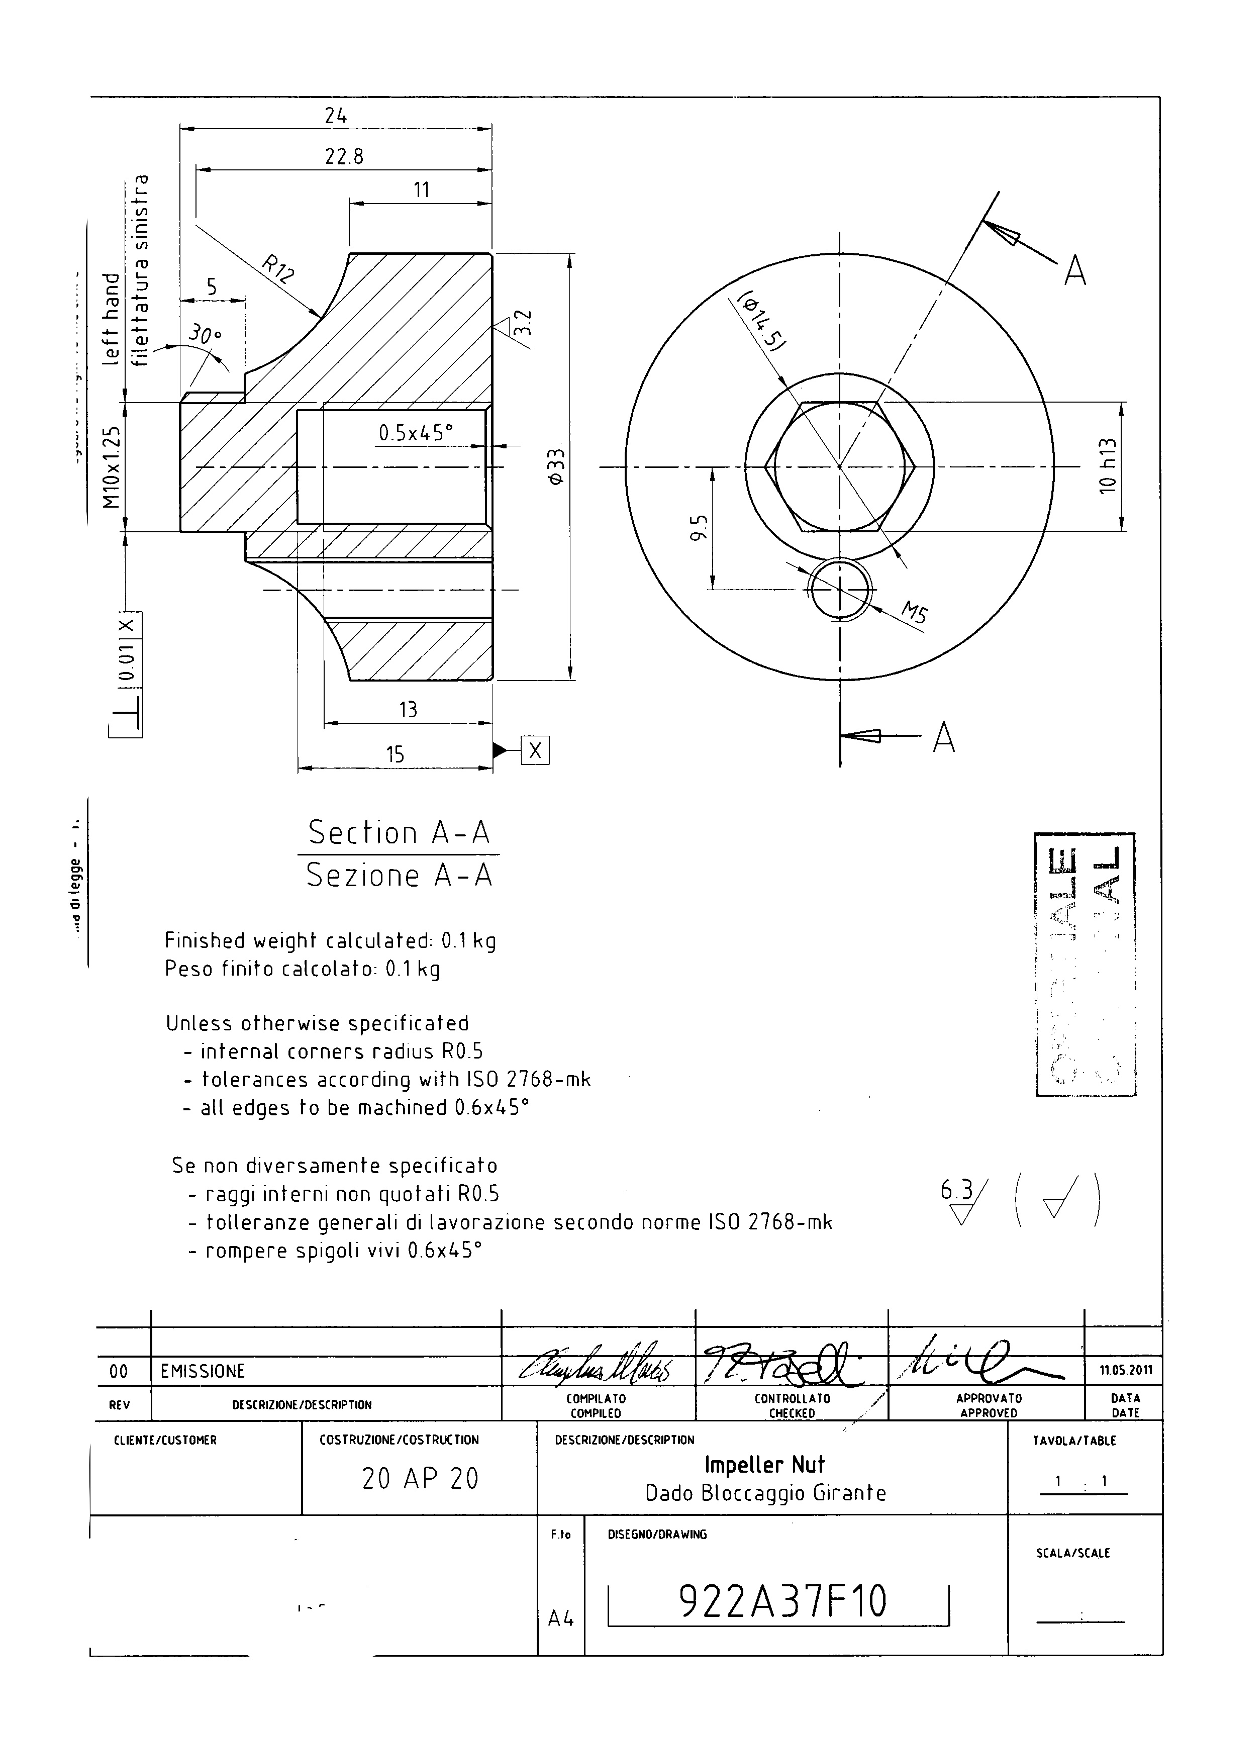 24
22.8
11
R12
5
30°
left hand
filettatura sinistra
M10x1.25
0.01 X
0.5x45°
3.2
Ø33
13
15
X
(Ø14.5)
A
10 h13
9.5
M5
A
Section A-A
Sezione A-A
Finished weight calculated: 0.1 kg
Peso finito calcolato: 0.1 kg
Unless otherwise specificated
- internal corners radius R0.5
- tolerances according with ISO 2768-mk
- all edges to be machined 0.6x45°
Se non diversamente specificato
- raggi interni non quotati R0.5
- tolleranze generali di lavorazione secondo norme ISO 2768-mk
- rompere spigoli vivi 0.6x45°
6.3
00 EMISSIONE 11.05.2011
REV DESCRIZIONE/DESCRIPTION COMPILATO COMPILED CONTROLLATO CHECKED APPROVATO APPROVED DATA DATE
CLIENTE/CUSTOMER
COSTRUZIONE/COSTRUCTION
20 AP 20
DESCRIZIONE/DESCRIPTION
Impeller Nut
Dado Bloccaggio Girante
TAVOLA/TABLE
1 : 1
F.to
A4
DISEGNO/DRAWING
922A37F10
SCALA/SCALE
:
di legge